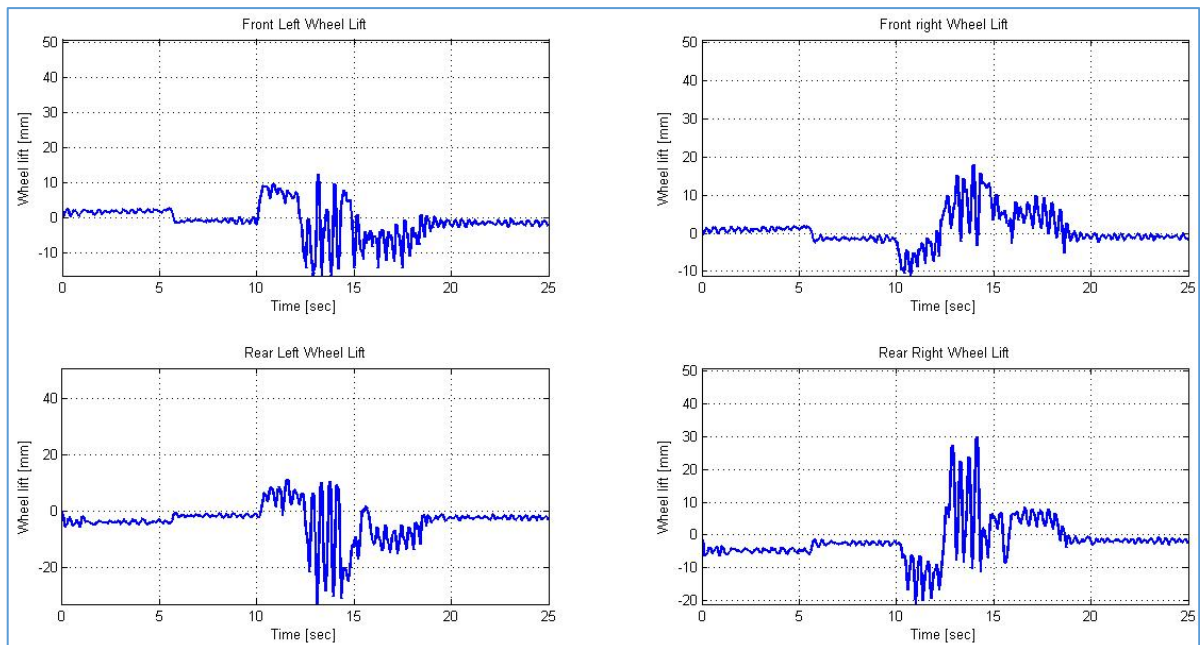 Front Left Wheel Lift
50
40
30
20
10
0
-10
Wheel lift [mm]
0 5 10 15 20 25
Time [sec]
Front right Wheel Lift
50
40
30
20
10
0
-10
Wheel lift [mm]
0 5 10 15 20 25
Time [sec]
Rear Left Wheel Lift
40
20
0
-20
Wheel lift [mm]
0 5 10 15 20 25
Time [sec]
Rear Right Wheel Lift
50
40
30
20
10
0
-10
-20
Wheel lift [mm]
0 5 10 15 20 25
Time [sec]